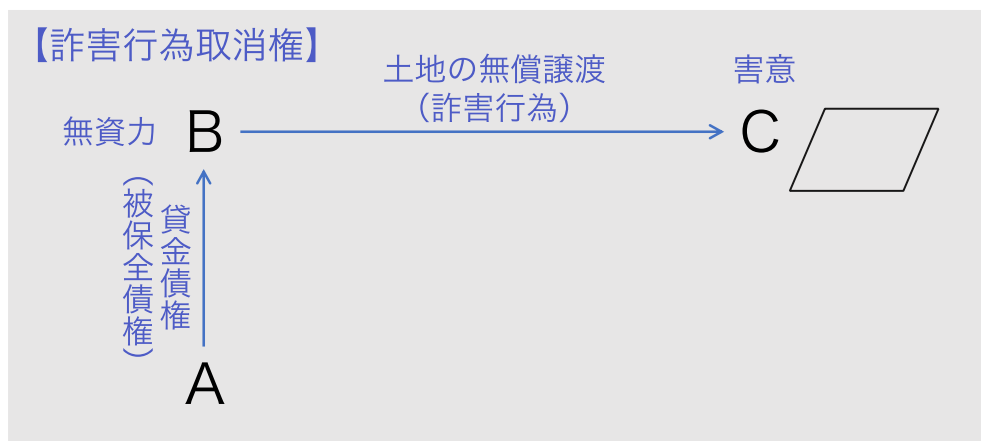 【詐害行為取消権】
土地の無償譲渡
（詐害行為）
害意
無資力
B
C
貸金債権
（被保全債権）
A